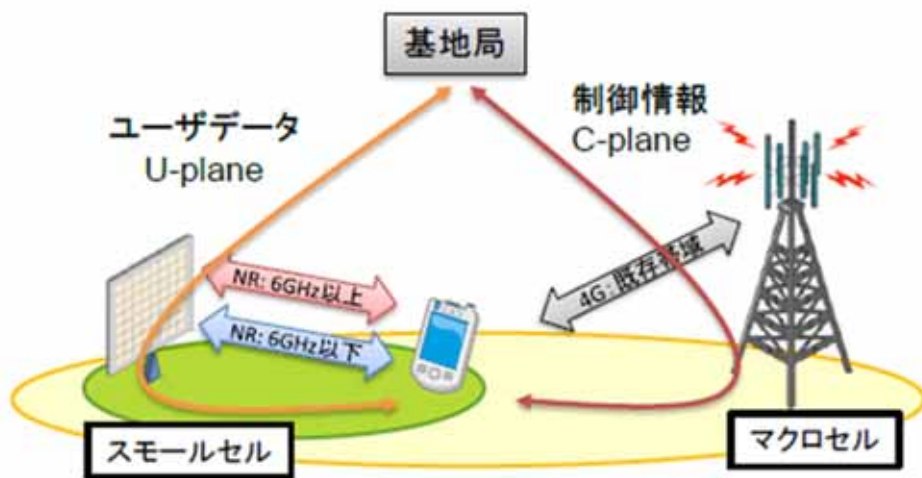 基地局
ユーザデータ
U-plane
制御情報
C-plane
NR: 6GHz以上
NR: 6GHz以下
4G: 既存帯域
スモールセル
マクロセル